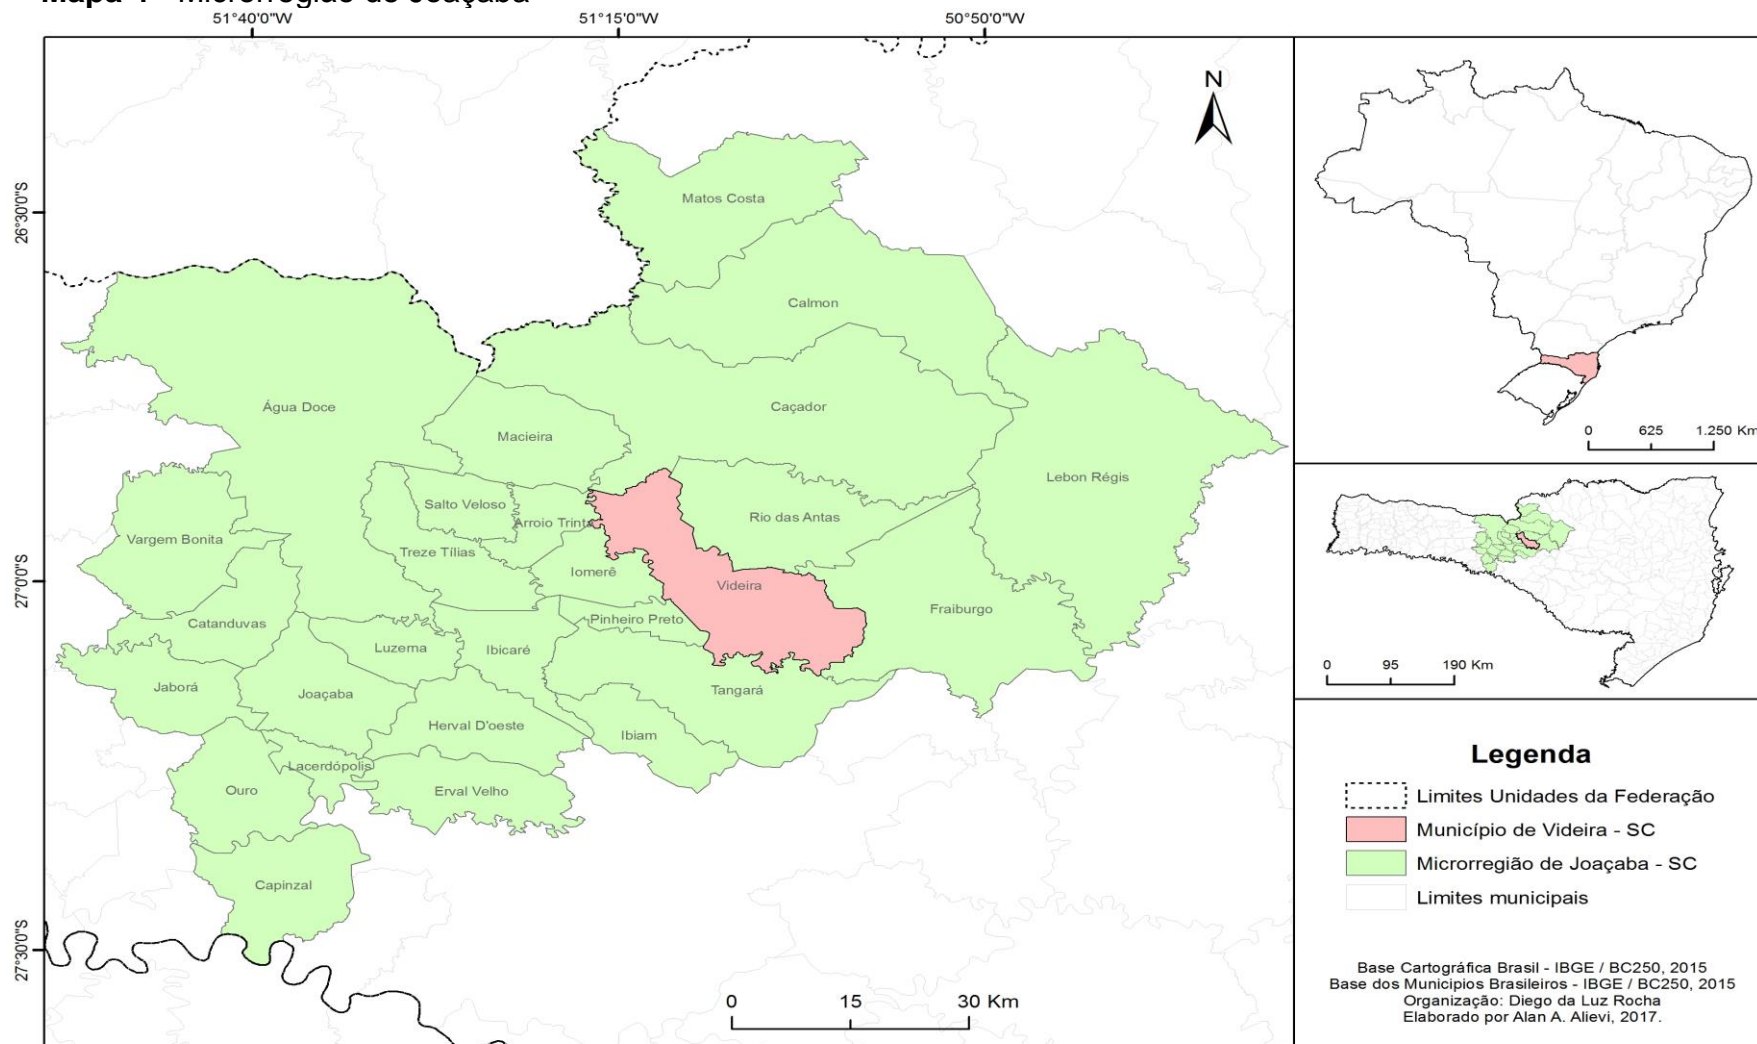 Microrregião de Joaçaba
51°40'0"W
51°15'0"W
50°50'0"W
26°30'0"S
27°0'0"S
27°30'0"S
N
Matos Costa
Calmon
Água Doce
Caçador
Macieira
Lebon Régis
Salto Veloso
Arroio Trinta
Rio das Antas
Vargem Bonita
Treze Tílias
Iomerê
Videira
Fraiburgo
Catanduvas
Pinheiro Preto
Luzerna
Ibicaré
Jaborá
Joaçaba
Tangará
Herval D'oeste
Ibiam
Lacerdópolis
Ouro
Erval Velho
Capinzal
0 15 30 Km
0 625 1.250 Km
0 95 190 Km
Legenda
Limites Unidades da Federação
Município de Videira - SC
Microrregião de Joaçaba - SC
Limites municipais
Base Cartográfica Brasil - IBGE / BC250, 2015
Base dos Municipios Brasileiros - IBGE / BC250, 2015
Organização: Diego da Luz Rocha
Elaborado por Alan A. Alievi, 2017.